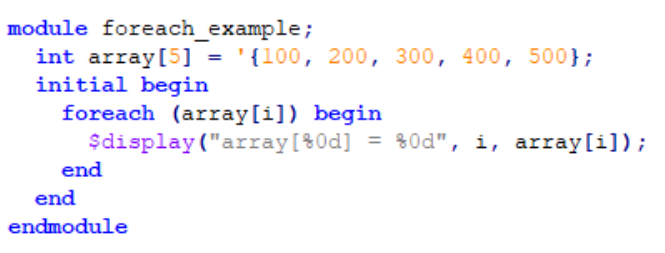 module foreach_example;
int array[5] = '{100, 200, 300, 400, 500};
initial begin
foreach (array[i]) begin
$display("array[%0d] = %0d", i, array[i]);
end
end
endmodule